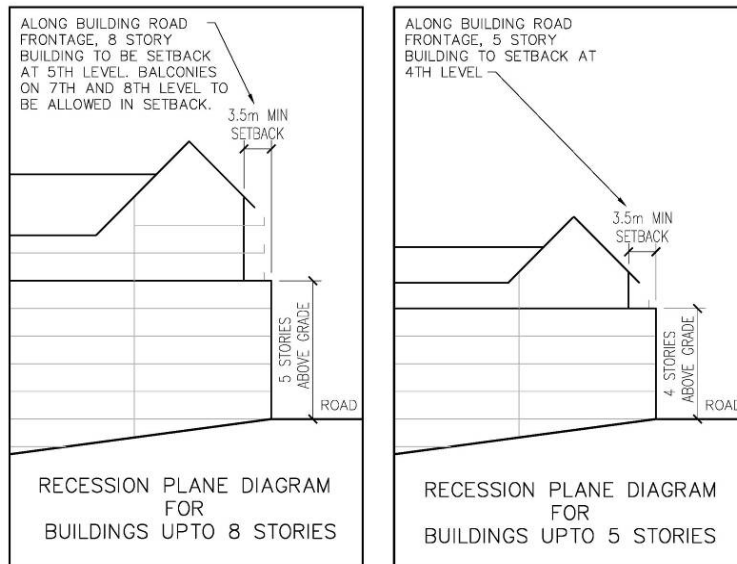 ALONG BUILDING ROAD
FRONTAGE, 8 STORY
BUILDING TO BE SETBACK
AT 5TH LEVEL. BALCONIES
ON 7TH AND 8TH LEVEL TO
BE ALLOWED IN SETBACK.
3.5m MIN
SETBACK
5 STORIES
ABOVE GRADE
ROAD
RECESSION PLANE DIAGRAM
FOR
BUILDINGS UPTO 8 STORIES
ALONG BUILDING ROAD
FRONTAGE, 5 STORY
BUILDING TO SETBACK AT
4TH LEVEL
3.5m MIN
SETBACK
4 STORIES
ABOVE GRADE
ROAD
RECESSION PLANE DIAGRAM
FOR
BUILDINGS UPTO 5 STORIES